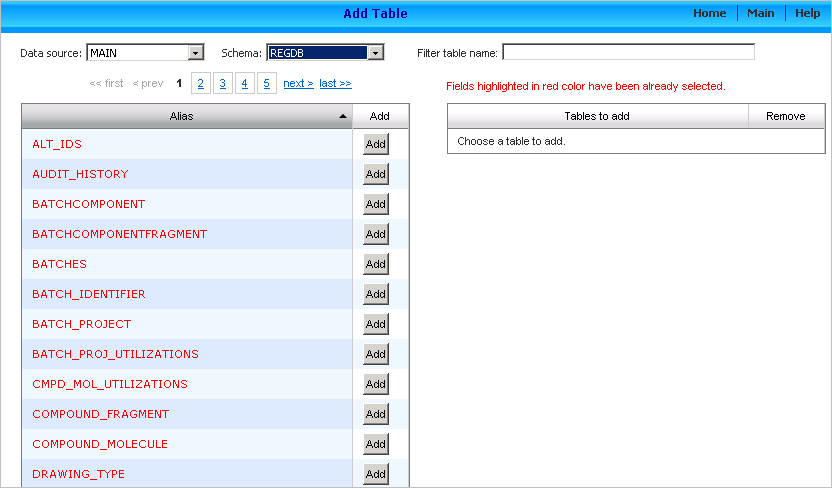 Add Table
Home Main Help
Data source: MAIN Schema: REGDB Filter table name:
<< first < prev 1 2 3 4 5 next > last >>
Fields highlighted in red color have been already selected.
Alias Add
ALT_IDS Add
AUDIT_HISTORY Add
BATCHCOMPONENT Add
BATCHCOMPONENTFRAGMENT Add
BATCHES Add
BATCH_IDENTIFIER Add
BATCH_PROJECT Add
BATCH_PROJ_UTILIZATIONS Add
CMPD_MOL_UTILIZATIONS Add
COMPOUND_FRAGMENT Add
COMPOUND_MOLECULE Add
DRAWING_TYPE Add
Tables to add Remove
Choose a table to add.